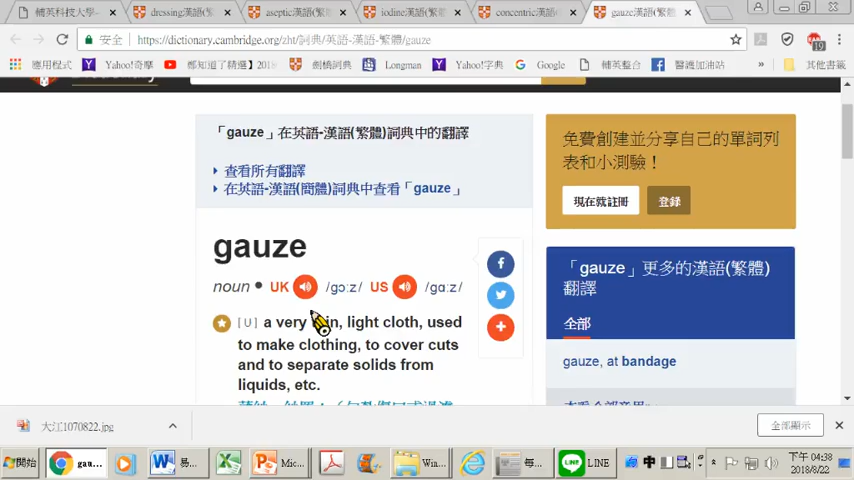 輔英科技大學
dressing漢語(繁體
aseptic(繁體
iodine漢語(繁體
concentric漢語(
gauze漢語(繁體
安全 https://dictionary.cambridge.org/zht/詞典/英語-漢語-繁體/gauze
19
應用程式 Yahoo!奇摩 劍橋詞典 Longman Yahoo!字典 Google 輔英整合 醫護加油站 » 其他書籤
「gauze」在英語-漢語(繁體)詞典中的翻譯
查看所有翻譯
在英語-漢語(簡體)詞典中查看「gauze」
gauze
noun • UK /gɔːz/ US /gɑːz/
[U] a very thin, light cloth, used
to make clothing, to cover cuts
and to separate solids from
liquids, etc.
免費創建並分享自己的單詞列
表和小測驗！
現在就註冊 登錄
「gauze」更多的漢語(繁體)
翻譯
全部
gauze, at bandage
大江1070822.jpg
全部顯示
開始 gau... 易... Mic... Win... 每... LINE 中
下午 04:38
2018/8/22